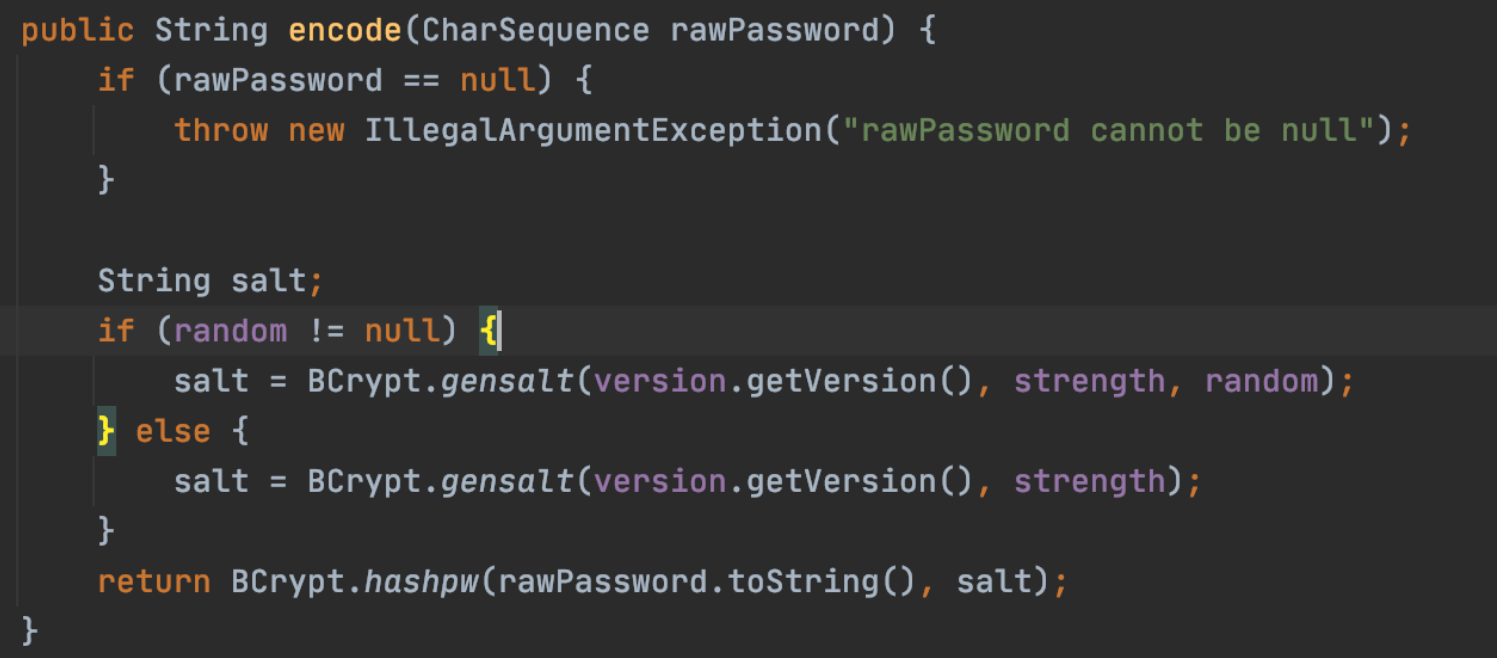 public String encode(CharSequence rawPassword) {
    if (rawPassword == null) {
        throw new IllegalArgumentException("rawPassword cannot be null");
    }

    String salt;
    if (random != null) {
        salt = BCrypt.gensalt(version.getVersion(), strength, random);
    } else {
        salt = BCrypt.gensalt(version.getVersion(), strength);
    }
    return BCrypt.hashpw(rawPassword.toString(), salt);
}